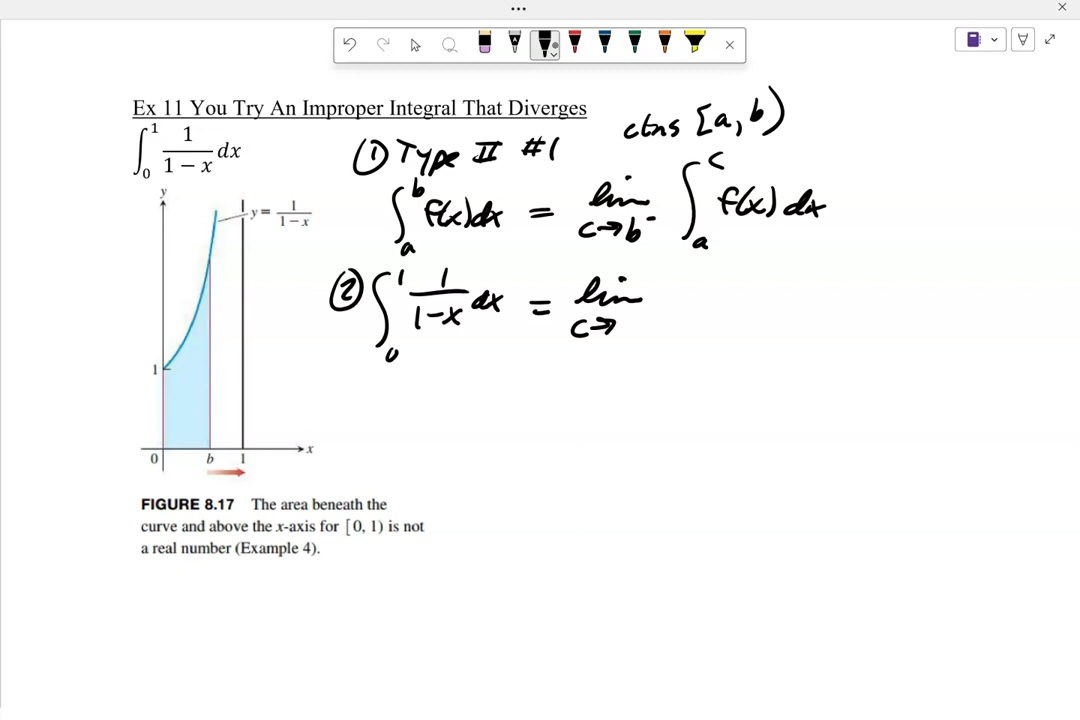 Ex 11 You Try An Improper Integral That Diverges
∫₀¹ 1/(1 − x) dx
① Type II #1
ctns [a, b)
∫ₐᵇ f(x)dx = lim c→b⁻ ∫ₐᶜ f(x)dx
② ∫₀¹ 1/(1-x) dx = lim c→
y
y = 1/(1 − x)
1
0 b 1 x
FIGURE 8.17 The area beneath the
curve and above the x-axis for [0, 1) is not
a real number (Example 4).